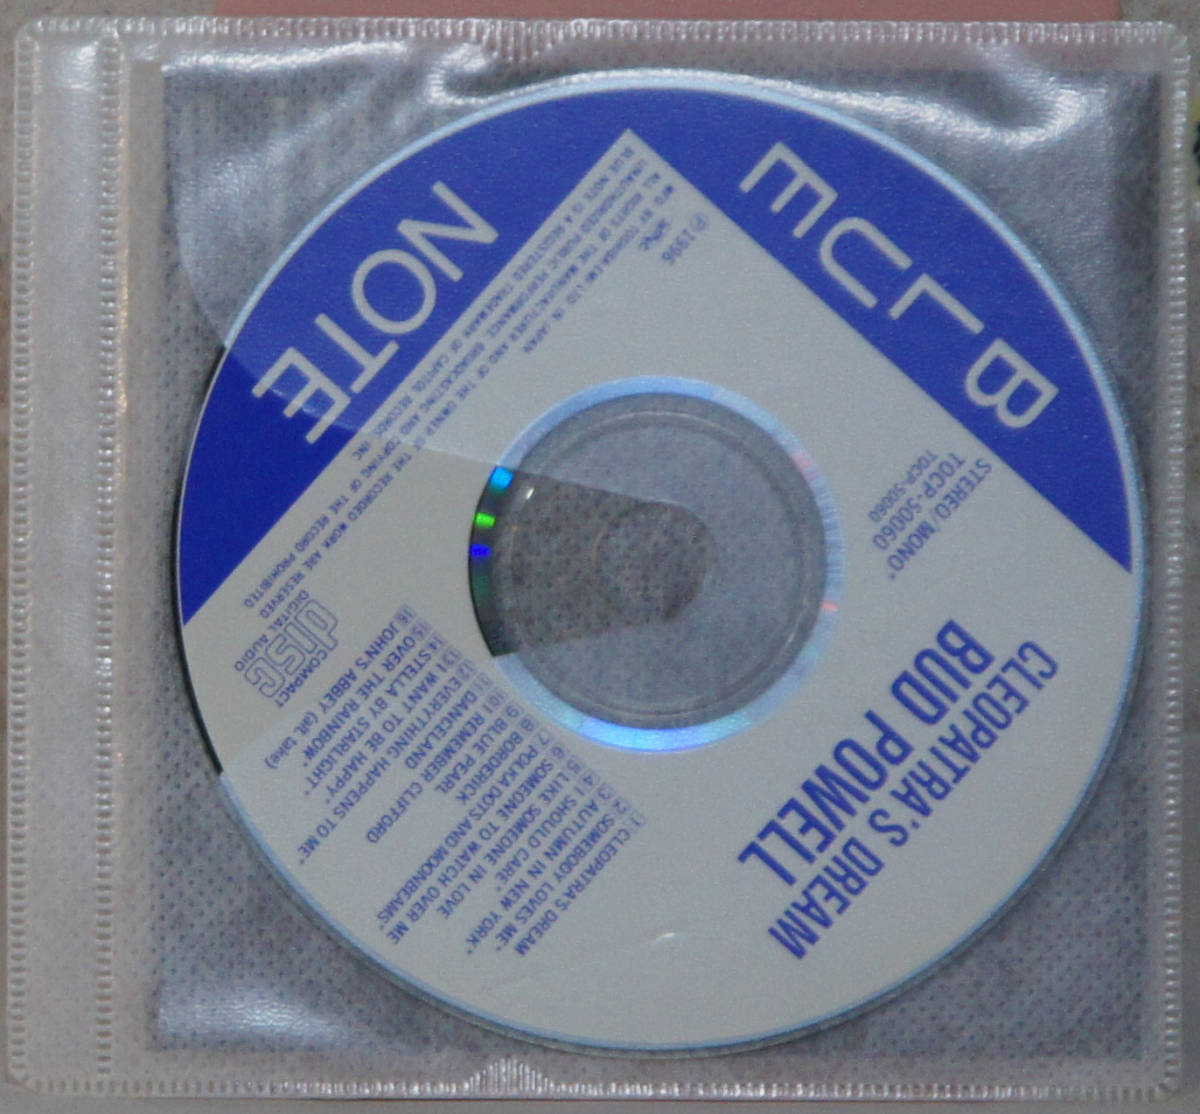 BLUE
NOTE
CLEOPATRA'S DREAM
BUD POWELL
STEREO/MONO*
TOCP-50060
TOCP-50060
1 CLEOPATRA'S DREAM
2 SOMEBODY LOVES ME*
3 AUTUMN IN NEW YORK*
4 I SHOULD CARE*
5 LIKE SOMEONE IN LOVE
6 SOMEONE TO WATCH OVER ME
7 POLKA DOTS AND MOONBEAMS*
8 BORDERICK
9 BLUE PEARL
10 I REMEMBER CLIFFORD
11 DANCELAND
12 EVERYTHING HAPPENS TO ME*
13 I WANT TO BE HAPPY*
14 STELLA BY STARLIGHT*
15 OVER THE RAINBOW*
16 JOHN'S ABBEY (alt. take)
COMPACT
disc
DIGITAL AUDIO
℗ 1996
MF'D BY TOSHIBA-EMI LTD. IN JAPAN
ALL RIGHTS OF THE MANUFACTURER AND OF THE OWNER OF THE RECORDED WORK ARE RESERVED
UNAUTHORIZED PUBLIC PERFORMANCE BROADCASTING AND COPYING OF THE RECORD PROHIBITED
BLUE NOTE IS A REGISTERED TRADEMARK OF CAPITOL RECORDS, INC.